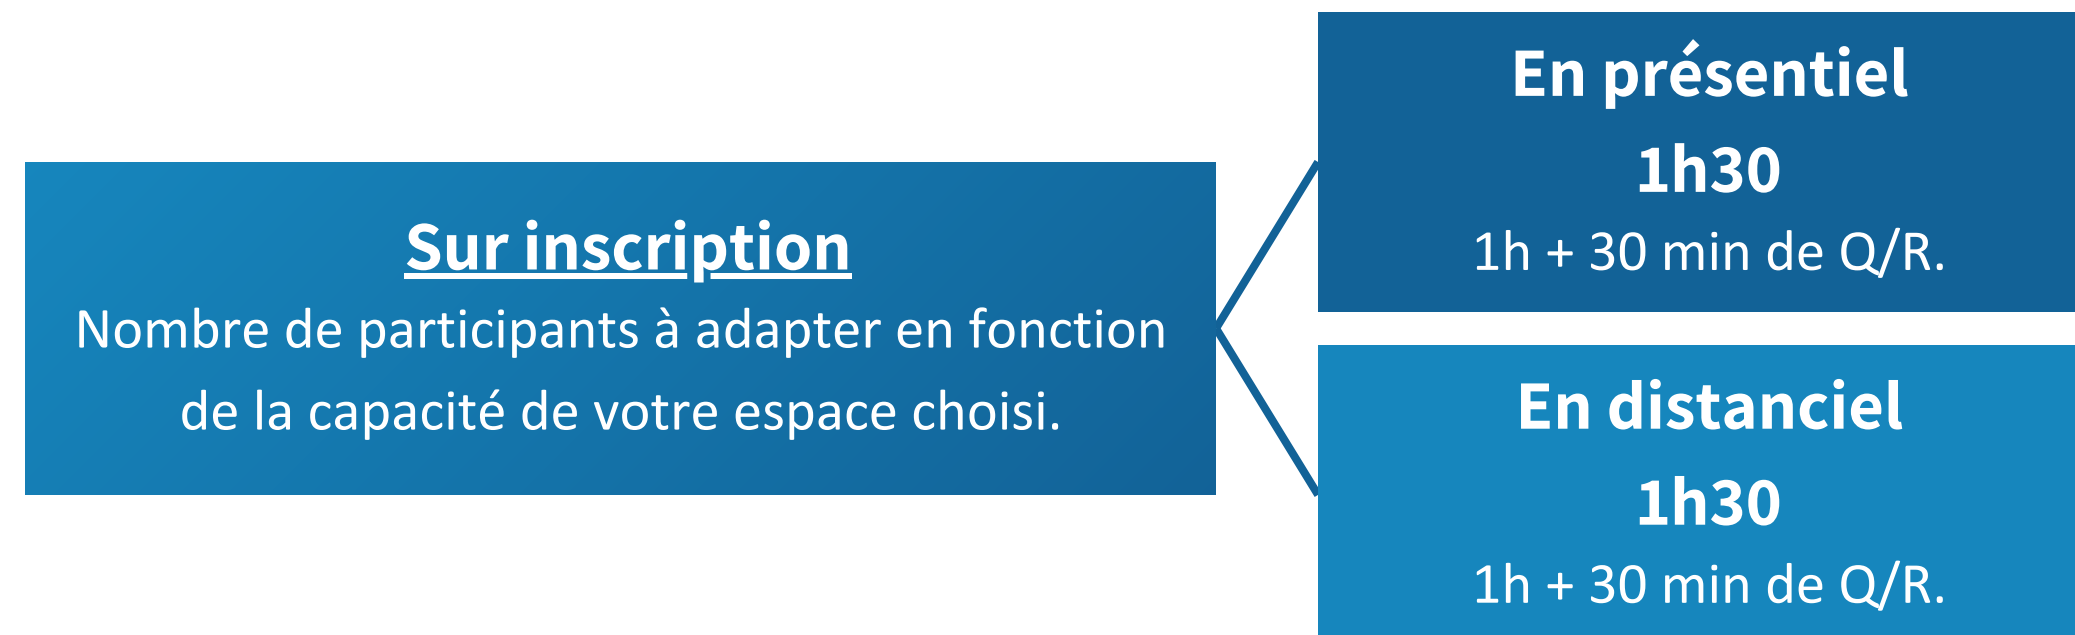 Sur inscription
Nombre de participants à adapter en fonction
de la capacité de votre espace choisi.
En présentiel
1h30
1h + 30 min de Q/R.
En distanciel
1h30
1h + 30 min de Q/R.